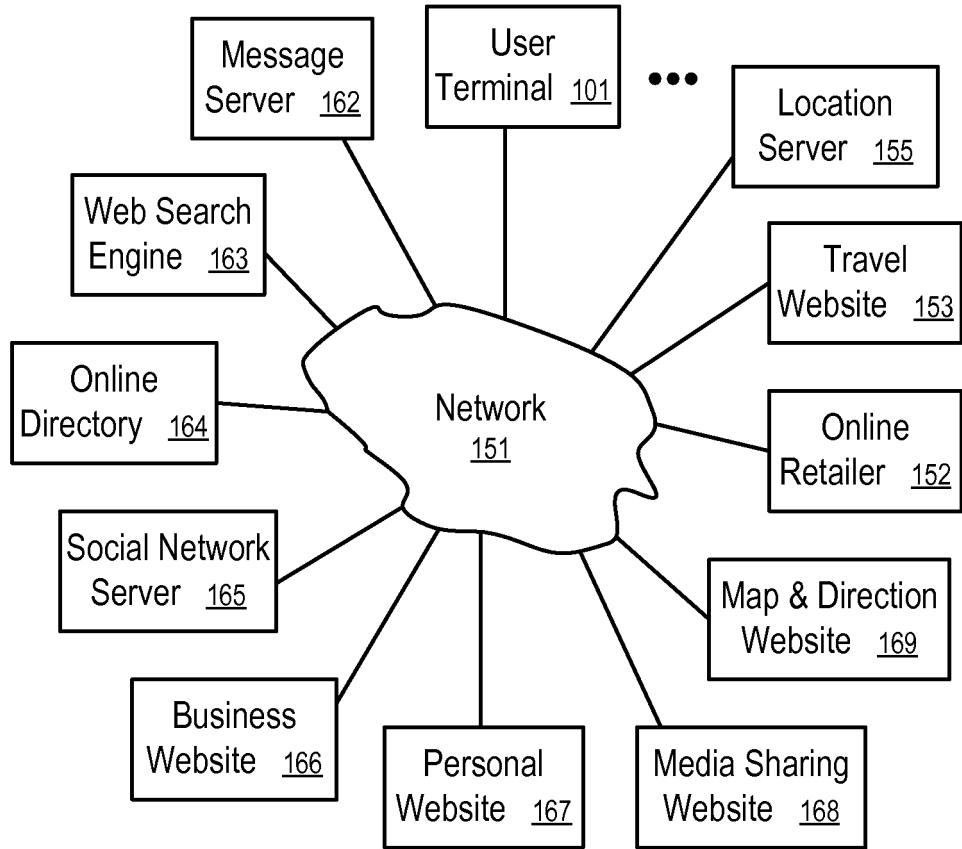 Message
Server 162
User
Terminal 101
Location
Server 155
Web Search
Engine 163
Travel
Website 153
Online
Directory 164
Network
151
Online
Retailer 152
Social Network
Server 165
Map & Direction
Website 169
Business
Website 166
Personal
Website 167
Media Sharing
Website 168